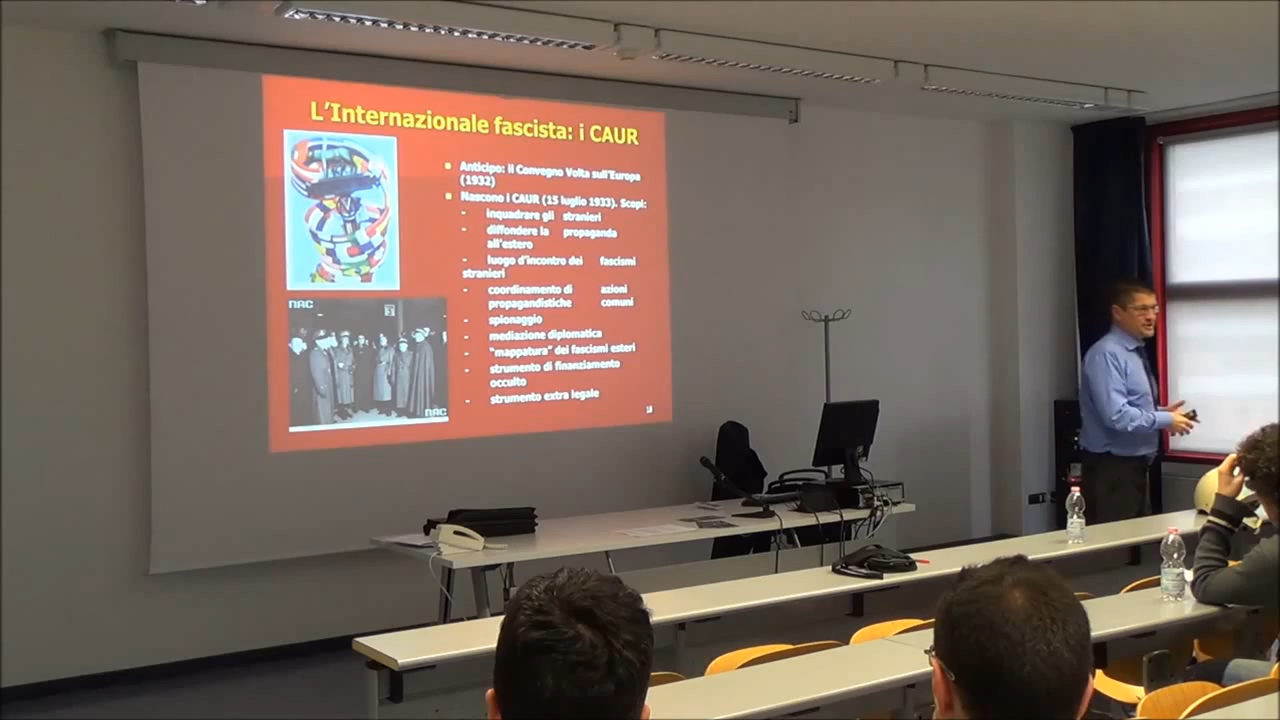 L'Internazionale fascista: i CAUR
Anticipo: il Convegno Volta sull'Europa
(1932)
Nascono i CAUR (15 luglio 1933). Scopi:
- inquadrare gli stranieri
- diffondere la propaganda
all'estero
- luogo d'incontro dei fascismi
stranieri
- coordinamento di azioni
propagandistiche comuni
- spionaggio
- mediazione diplomatica
- "mappatura" dei fascismi esteri
- strumento di finanziamento
occulto
- strumento extra legale
NAC
NAC